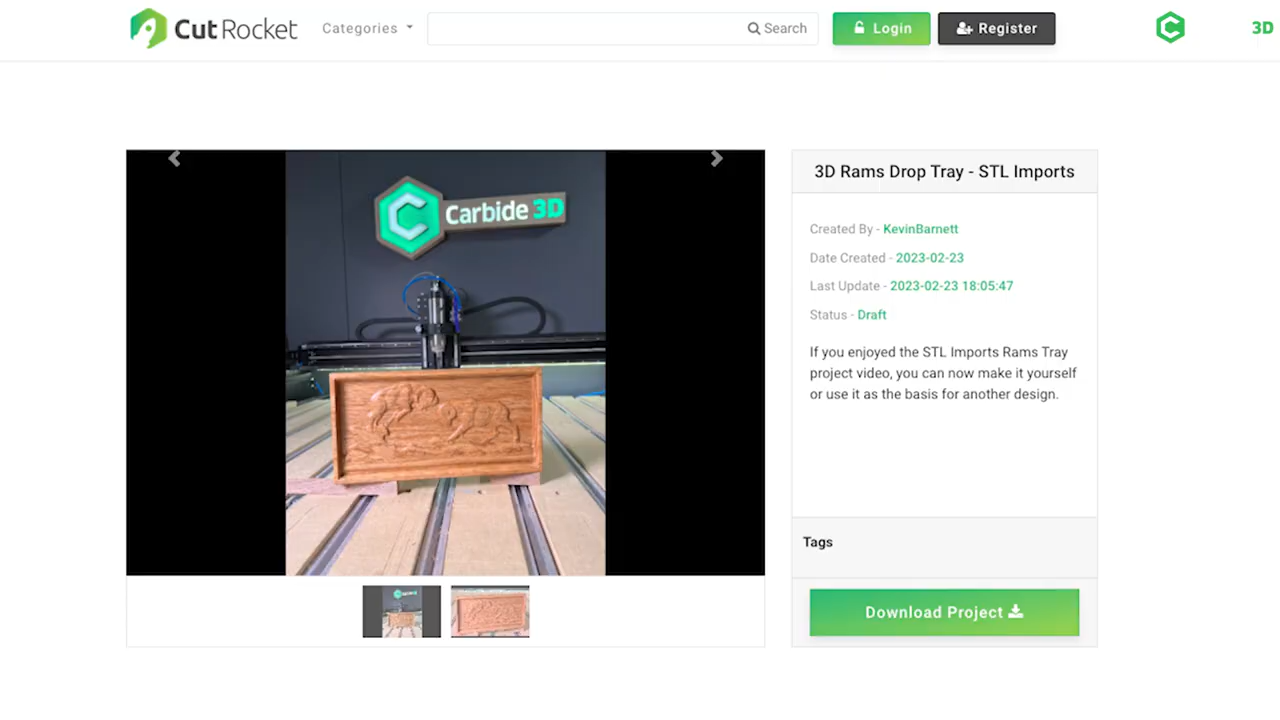 CutRocket
Categories
Search
Login
Register
3D
Carbide 3D
3D Rams Drop Tray - STL Imports
Created By - KevinBarnett
Date Created - 2023-02-23
Last Update - 2023-02-23 18:05:47
Status - Draft
If you enjoyed the STL Imports Rams Tray
project video, you can now make it yourself
or use it as the basis for another design.
Tags
Download Project